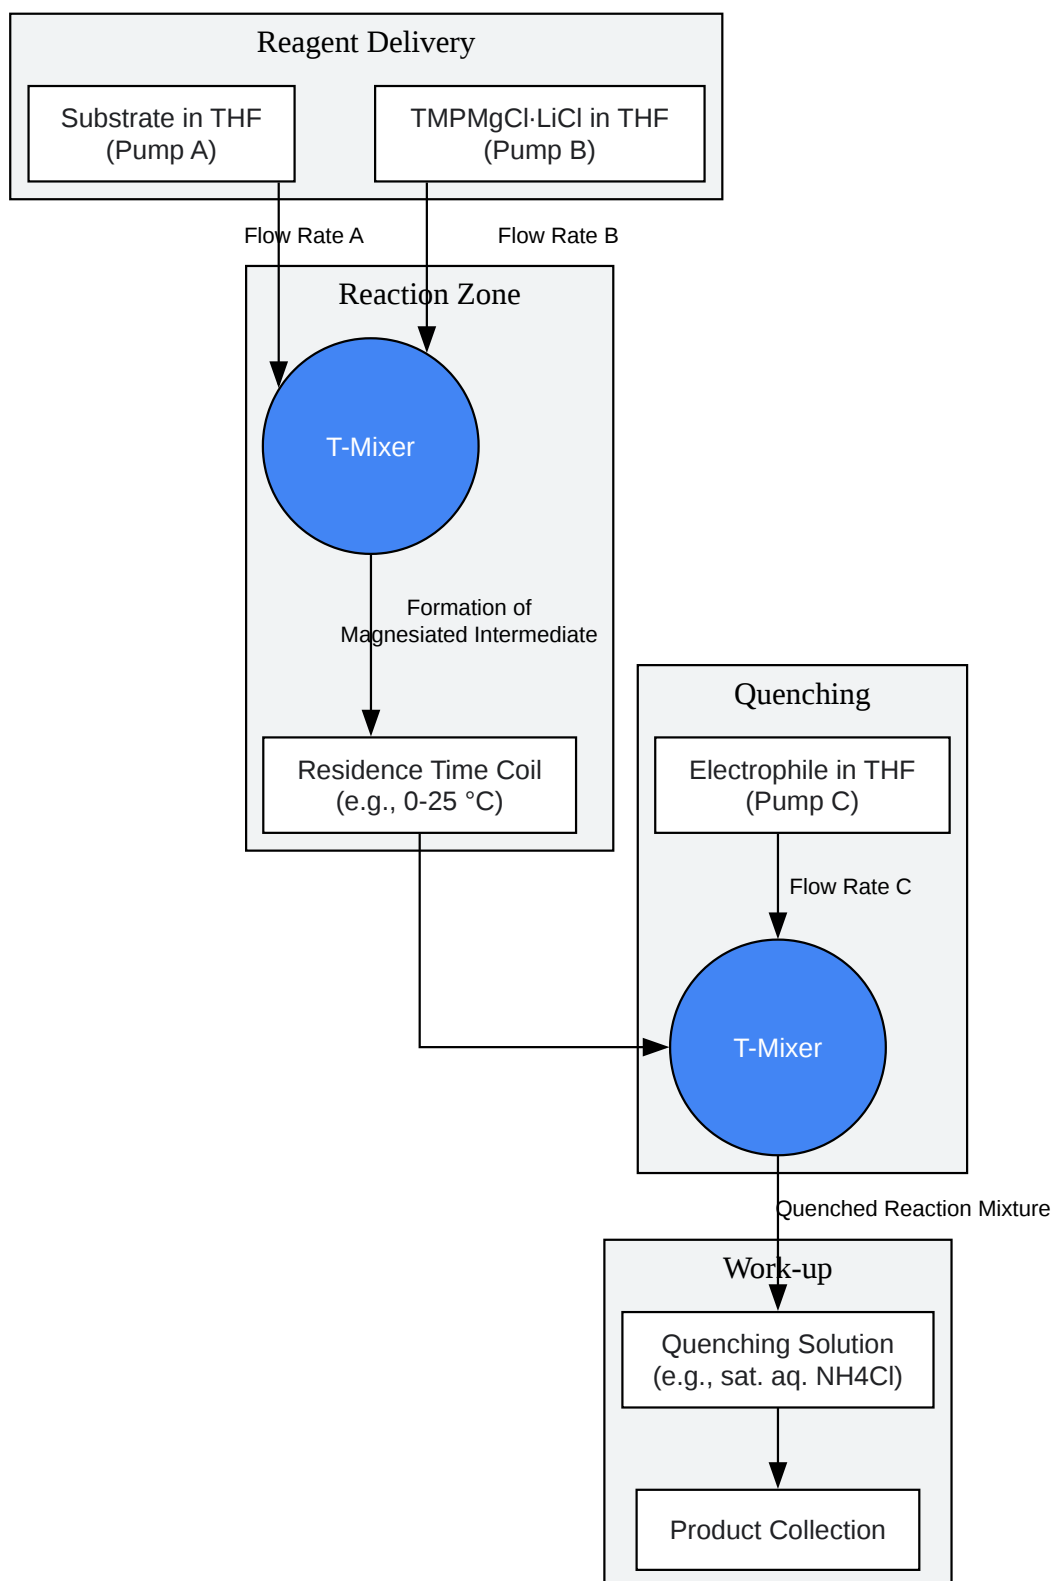 Reagent Delivery
Substrate in THF
(Pump A)
TMPMgCl·LiCl in THF
(Pump B)
Flow Rate A
Flow Rate B
Reaction Zone
T-Mixer
Formation of
Magnesiated Intermediate
Residence Time Coil
(e.g., 0-25 °C)
Quenching
Electrophile in THF
(Pump C)
Flow Rate C
T-Mixer
Quenched Reaction Mixture
Work-up
Quenching Solution
(e.g., sat. aq. NH4Cl)
Product Collection